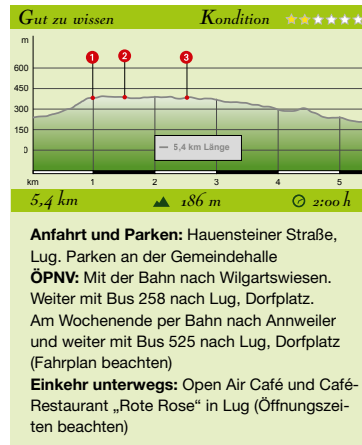 Gut zu wissen Kondition
m
1 2 3
600
450
300
150
0
5,4 km Länge
km 1 2 3 4 5
5,4 km 186 m 2:00 h
Anfahrt und Parken: Hauensteiner Straße,
Lug. Parken an der Gemeindehalle
ÖPNV: Mit der Bahn nach Wilgartswiesen.
Weiter mit Bus 258 nach Lug, Dorfplatz.
Am Wochenende per Bahn nach Annweiler
und weiter mit Bus 525 nach Lug, Dorfplatz
(Fahrplan beachten)
Einkehr unterwegs: Open Air Café und Café-
Restaurant „Rote Rose“ in Lug (Öffnungszei-
ten beachten)